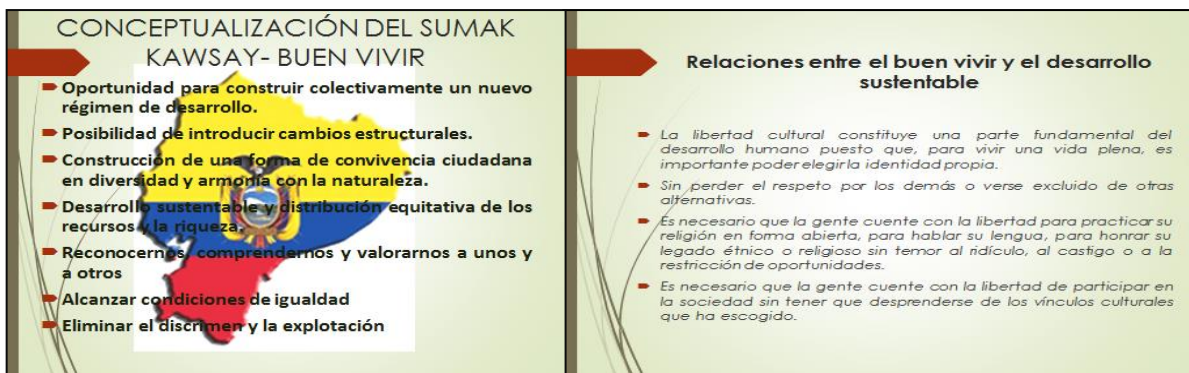 CONCEPTUALIZACIÓN DEL SUMAK
KAWSAY- BUEN VIVIR
Oportunidad para construir colectivamente un nuevo
régimen de desarrollo.
Posibilidad de introducir cambios estructurales.
Construcción de una forma de convivencia ciudadana
en diversidad y armonía con la naturaleza.
Desarrollo sustentable y distribución equitativa de los
recursos y la riqueza.
Reconocernos, comprendernos y valorarnos a unos y
a otros
Alcanzar condiciones de igualdad
Eliminar el discrimen y la explotación
Relaciones entre el buen vivir y el desarrollo
sustentable
La libertad cultural constituye una parte fundamental del
desarrollo humano puesto que, para vivir una vida plena, es
importante poder elegir la identidad propia.
Sin perder el respeto por los demás o verse excluido de otras
alternativas.
Es necesario que la gente cuente con la libertad para practicar su
religión en forma abierta, para hablar su lengua, para honrar su
legado étnico o religioso sin temor al ridículo, al castigo o a la
restricción de oportunidades.
Es necesario que la gente cuente con la libertad de participar en
la sociedad sin tener que desprenderse de los vínculos culturales
que ha escogido.